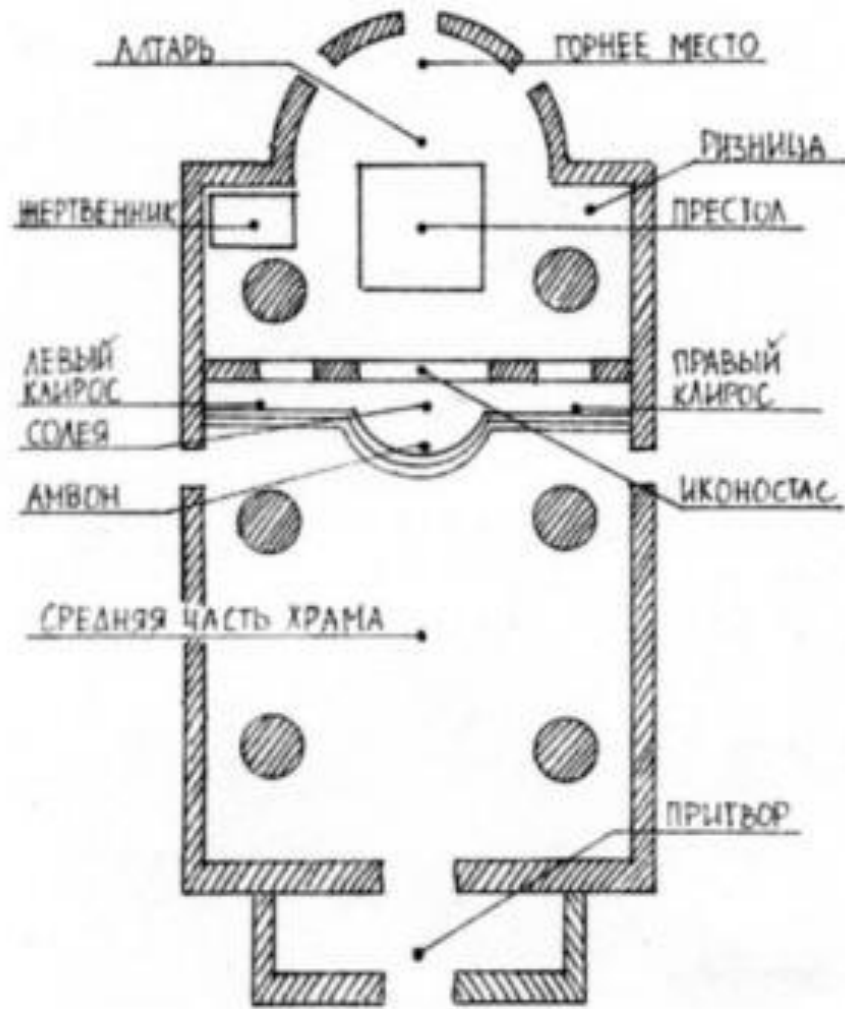 АЛТАРЬ
ГОРНЕЕ МЕСТО
РИЗНИЦА
ЖЕРТВЕННИК
ПРЕСТОЛ
ЛЕВЫЙ
КЛИРОС
ПРАВЫЙ
КЛИРОС
СОЛЕЯ
АМВОН
ИКОНОСТАС
СРЕДНЯЯ ЧАСТЬ ХРАМА
ПРИТВОР